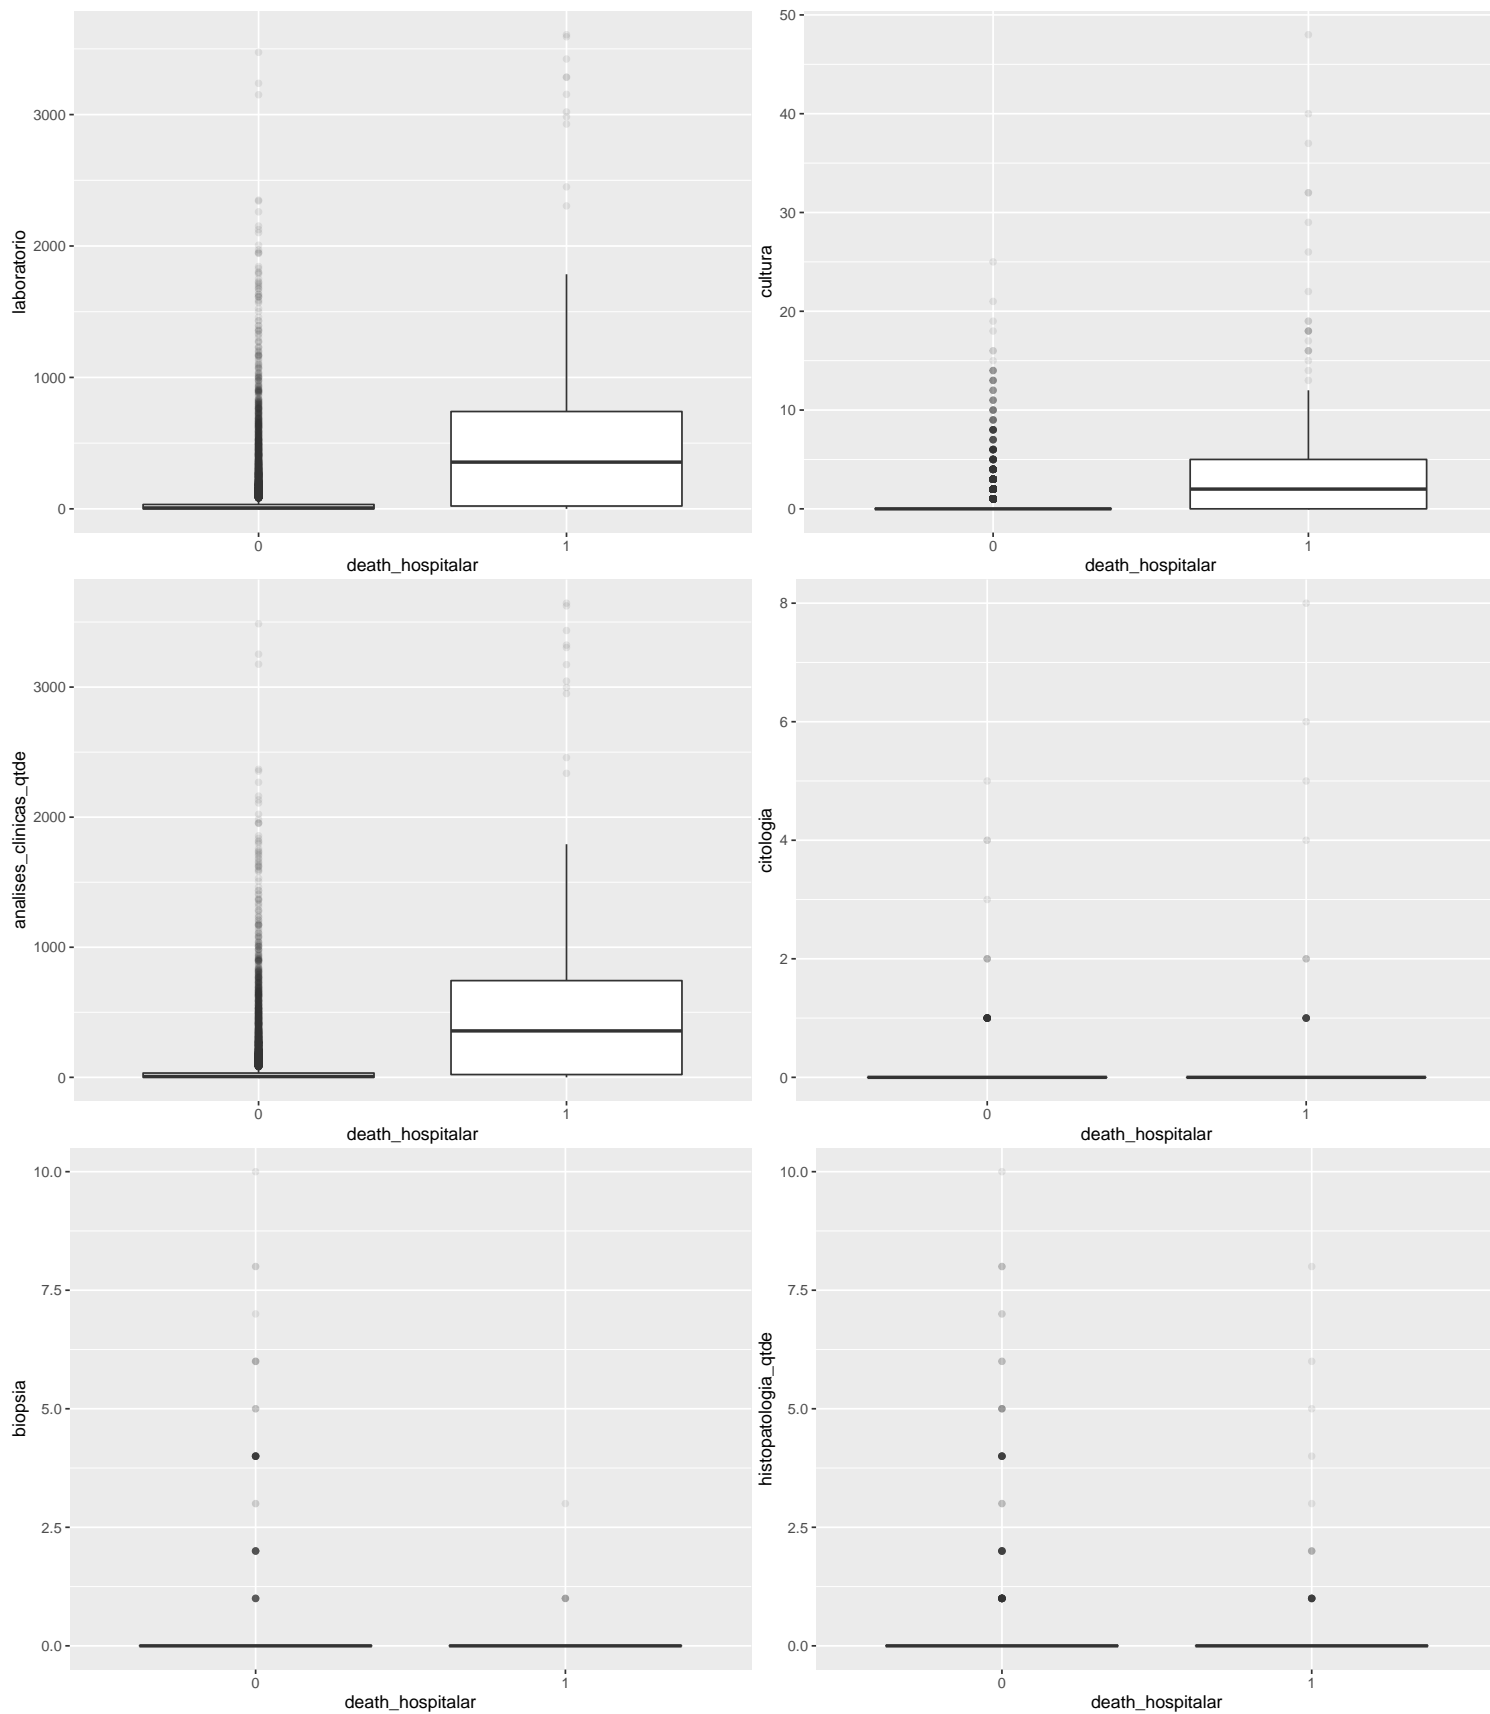 3000
2000
1000
0
laboratorio
0 1
death_hospitalar
50
40
30
20
10
0
cultura
0 1
death_hospitalar
3000
2000
1000
0
analises_clinicas_qtde
0 1
death_hospitalar
8
6
4
2
0
citologia
0 1
death_hospitalar
10.0
7.5
5.0
2.5
0.0
biopsia
0 1
death_hospitalar
10.0
7.5
5.0
2.5
0.0
histopatologia_qtde
0 1
death_hospitalar